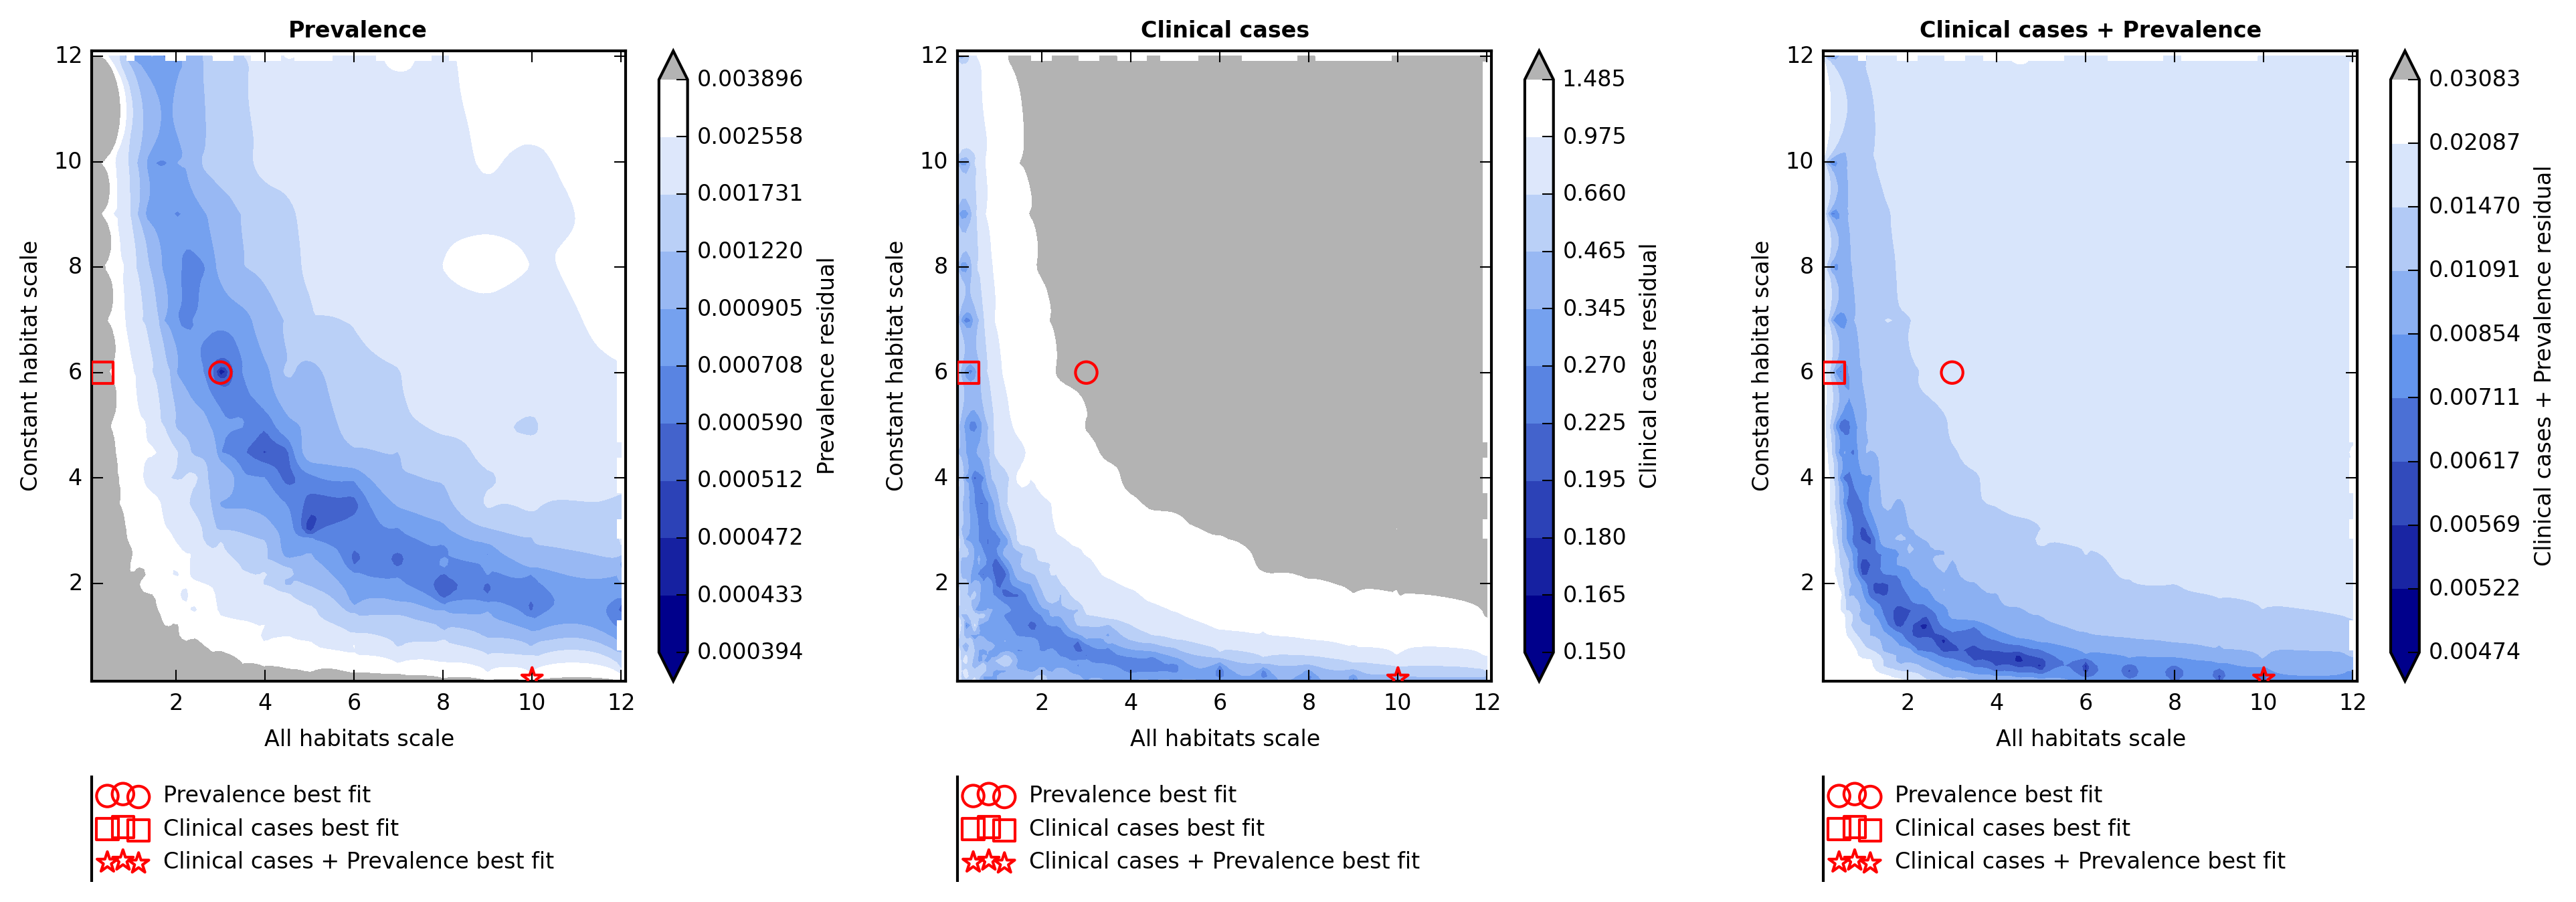 Prevalence
12
10
8
6
4
2
2 4 6 8 10 12
Constant habitat scale
All habitats scale
0.003896
0.002558
0.001731
0.001220
0.000905
0.000708
0.000590
0.000512
0.000472
0.000433
0.000394
Prevalence residual
Prevalence best fit
Clinical cases best fit
Clinical cases + Prevalence best fit
Clinical cases
12
10
8
6
4
2
2 4 6 8 10 12
Constant habitat scale
All habitats scale
1.485
0.975
0.660
0.465
0.345
0.270
0.225
0.195
0.180
0.165
0.150
Clinical cases residual
Prevalence best fit
Clinical cases best fit
Clinical cases + Prevalence best fit
Clinical cases + Prevalence
12
10
8
6
4
2
2 4 6 8 10 12
Constant habitat scale
All habitats scale
0.03083
0.02087
0.01470
0.01091
0.00854
0.00711
0.00617
0.00569
0.00522
0.00474
Clinical cases + Prevalence residual
Prevalence best fit
Clinical cases best fit
Clinical cases + Prevalence best fit